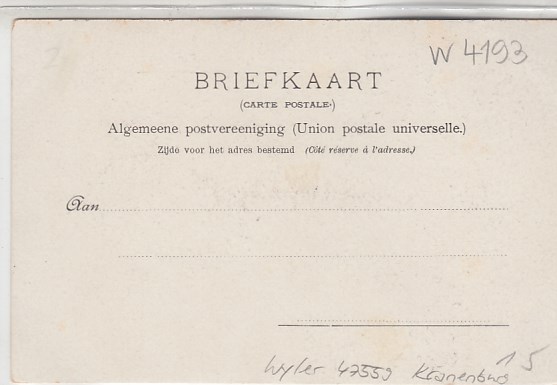 W 4193
BRIEFKAART
(CARTE POSTALE.)
Algemeene postvereeniging (Union postale universelle.)
Zijde voor het adres bestemd (Côté réserve à l'adresse.)
Aan
Wyler 47559 Kranenburg
15